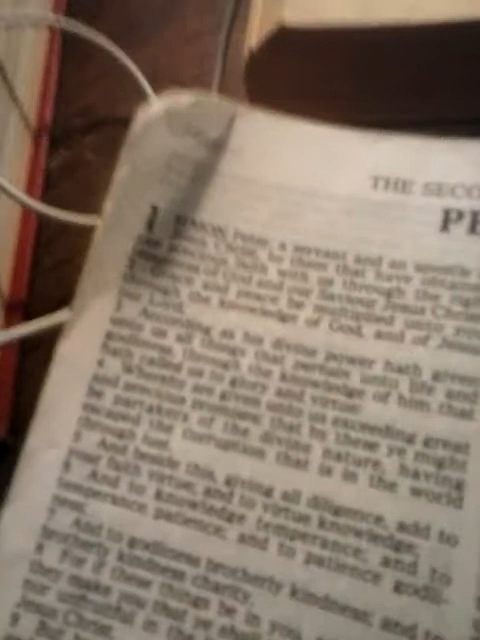 THE SECO
PE
1 SIMON Peter, a servant and an apostle
Jesus Christ, to them that have obtained
precious faith with us through the righ
of God and our Saviour Jesus Christ
and peace be multiplied unto you
the knowledge of God, and of Jesus
our Lord,
According as his divine power hath given
unto us all things that pertain unto life and
godliness, through the knowledge of him that
hath called us to glory and virtue:
4 Whereby are given unto us exceeding great
and precious promises: that by these ye might
be partakers of the divine nature, having
escaped the corruption that is in the world
through lust.
5 And beside this, giving all diligence, add to
your faith virtue; and to virtue knowledge;
6 And to knowledge temperance; and to
temperance patience; and to patience godli-
ness;
7 And to godliness brotherly kindness; and to
brotherly kindness charity.
8 For if these things be in you,
they make you that ye sha
nor unfruitful in the
Jesus Christ.
9 But